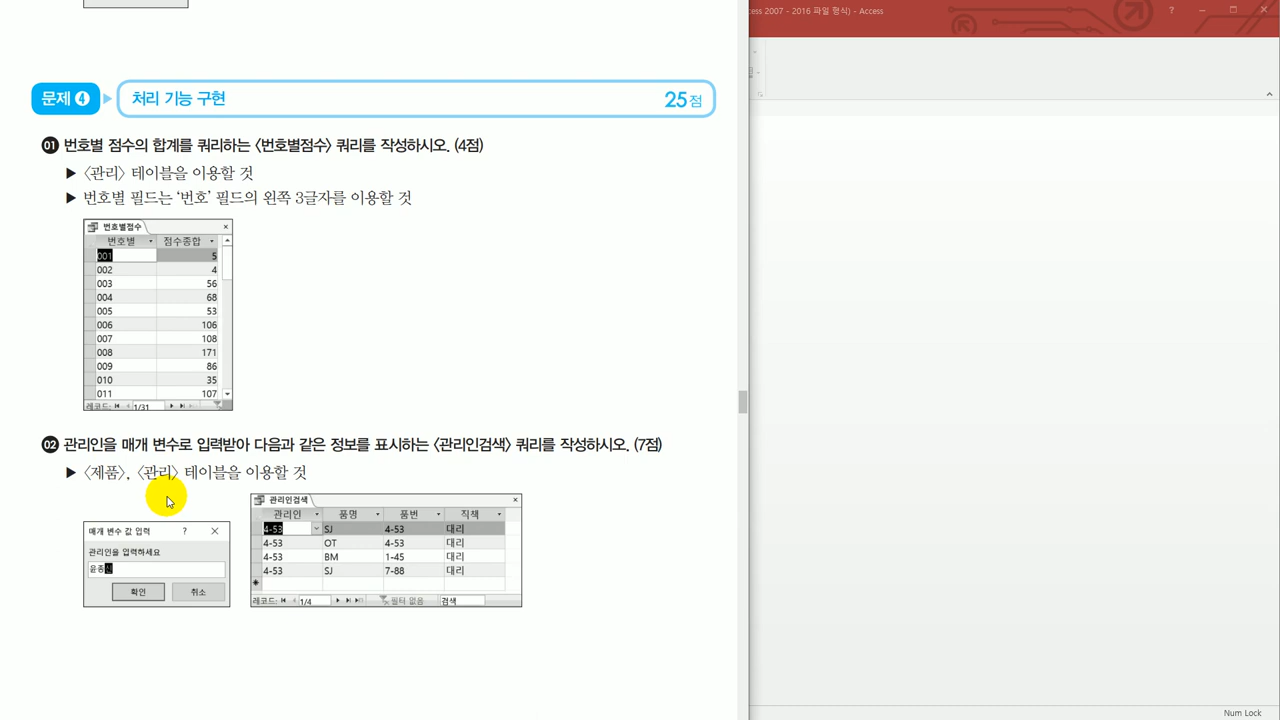 cess 2007 - 2016 파일 형식) - Access
문제 4 처리 기능 구현 25점
01 번호별 점수의 합계를 쿼리하는 〈번호별점수〉 쿼리를 작성하시오. (4점)
▶ 〈관리〉 테이블을 이용할 것
▶ 번호별 필드는 ‘번호’ 필드의 왼쪽 3글자를 이용할 것
번호별점수
번호별 점수종합
001 5
002 4
003 56
004 68
005 53
006 106
007 108
008 171
009 86
010 35
011 107
레코드: 1/31
02 관리인을 매개 변수로 입력받아 다음과 같은 정보를 표시하는 〈관리인검색〉 쿼리를 작성하시오. (7점)
▶ 〈제품〉, 〈관리〉 테이블을 이용할 것
매개 변수 값 입력 ?
관리인을 입력하세요
윤종신
확인 취소
관리인검색
관리인 품명 품번 직책
4-53 SJ 4-53 대리
4-53 OT 4-53 대리
4-53 BM 1-45 대리
4-53 SJ 7-88 대리
레코드: 1/4 필터 없음 검색
Num Lock